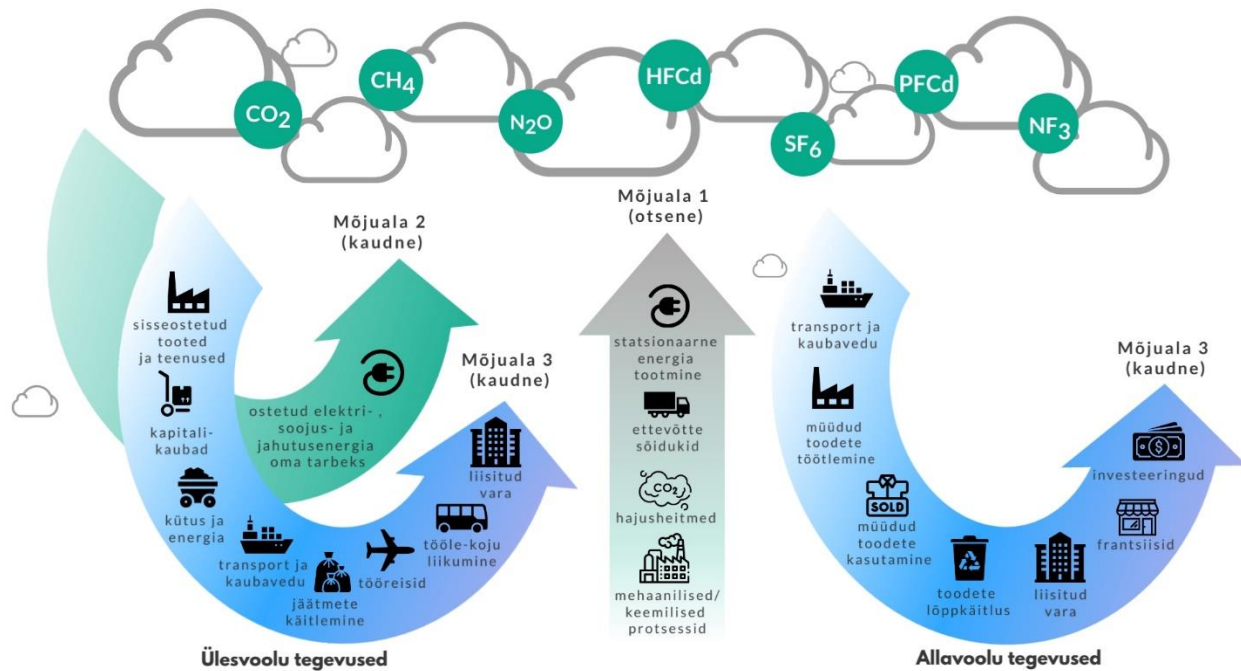 CO2
CH4
N2O
HFCd
SF6
PFCd
NF3
Mõjuala 2
(kaudne)
sisseostetud
tooted
ja teenused
kapitali-
kaubad
kütus ja
energia
transport ja
kaubavedu
jäätmete
käitlemine
tööreisid
tööle-koju
liikumine
liisitud
vara
ostetud elektri- ,
soojus- ja
jahutusenergia
oma tarbeks
Mõjuala 3
(kaudne)
Ülesvoolu tegevused
Mõjuala 1
(otsene)
statsionaarne
energia
tootmine
ettevõtte
sõidukid
CO2
hajusheitmed
mehaanilised/
keemilised
protsessid
transport ja
kaubavedu
müüdud
toodete
töötlemine
SOLD
müüdud
toodete
kasutamine
toodete
lõppkäitlus
liisitud
vara
frantsiisid
investeeringud
Mõjuala 3
(kaudne)
Allavoolu tegevused